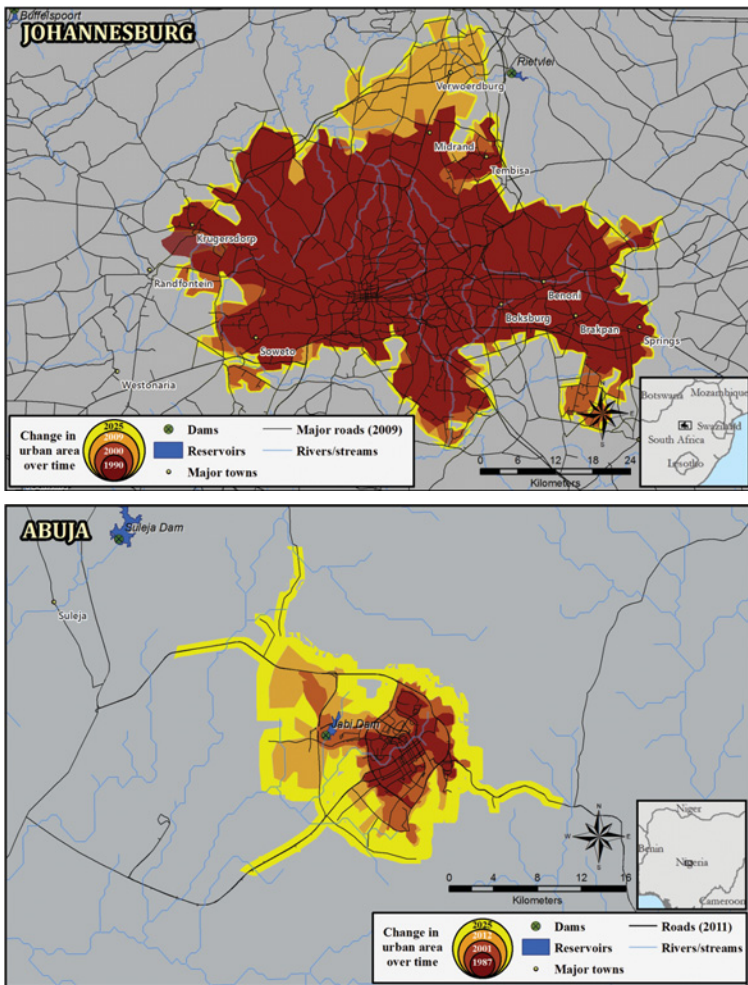 Buffelspoort
JOHANNESBURG
Rietvlei
Verwoerdburg
Midrand
Tembisa
Krugersdorp
Randfontein
Benoni
Boksburg
Brakpan
Springs
Soweto
Westonaria
E
S
Change in
urban area
over time
2025
2009
2000
1990
Dams
Reservoirs
Major towns
Major roads (2009)
Rivers/streams
0 6 12 18 24
Kilometers
Botswana
Mozambique
Swaziland
South Africa
Lesotho
ABUJA
Suleja Dam
Suleja
Jabi Dam
N
W E
S
0 4 8 12 16
Kilometers
Niger
Benin
Nigeria
Cameroon
Change in
urban area
over time
2025
2012
2001
1987
Dams
Reservoirs
Major towns
Roads (2011)
Rivers/streams